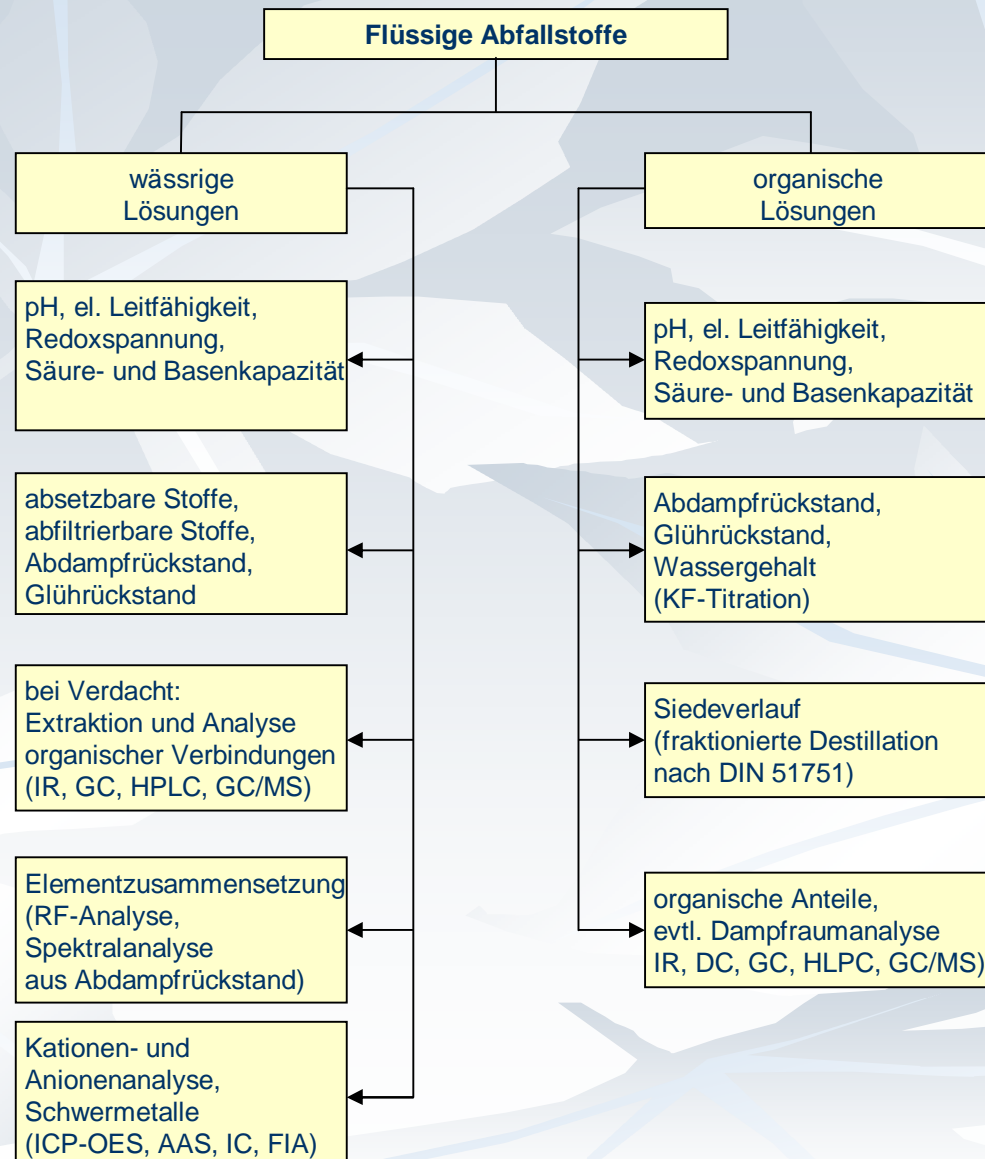 Flüssige Abfallstoffe
wässrige
Lösungen
pH, el. Leitfähigkeit,
Redoxspannung,
Säure- und Basenkapazität
absetzbare Stoffe,
abfiltrierbare Stoffe,
Abdampfrückstand,
Glührückstand
bei Verdacht:
Extraktion und Analyse
organischer Verbindungen
(IR, GC, HPLC, GC/MS)
Elementzusammensetzung
(RF-Analyse,
Spektralanalyse
aus Abdampfrückstand)
Kationen- und
Anionenanalyse,
Schwermetalle
(ICP-OES, AAS, IC, FIA)
organische
Lösungen
pH, el. Leitfähigkeit,
Redoxspannung,
Säure- und Basenkapazität
Abdampfrückstand,
Glührückstand,
Wassergehalt
(KF-Titration)
Siedeverlauf
(fraktionierte Destillation
nach DIN 51751)
organische Anteile,
evtl. Dampfraumanalyse
IR, DC, GC, HLPC, GC/MS)